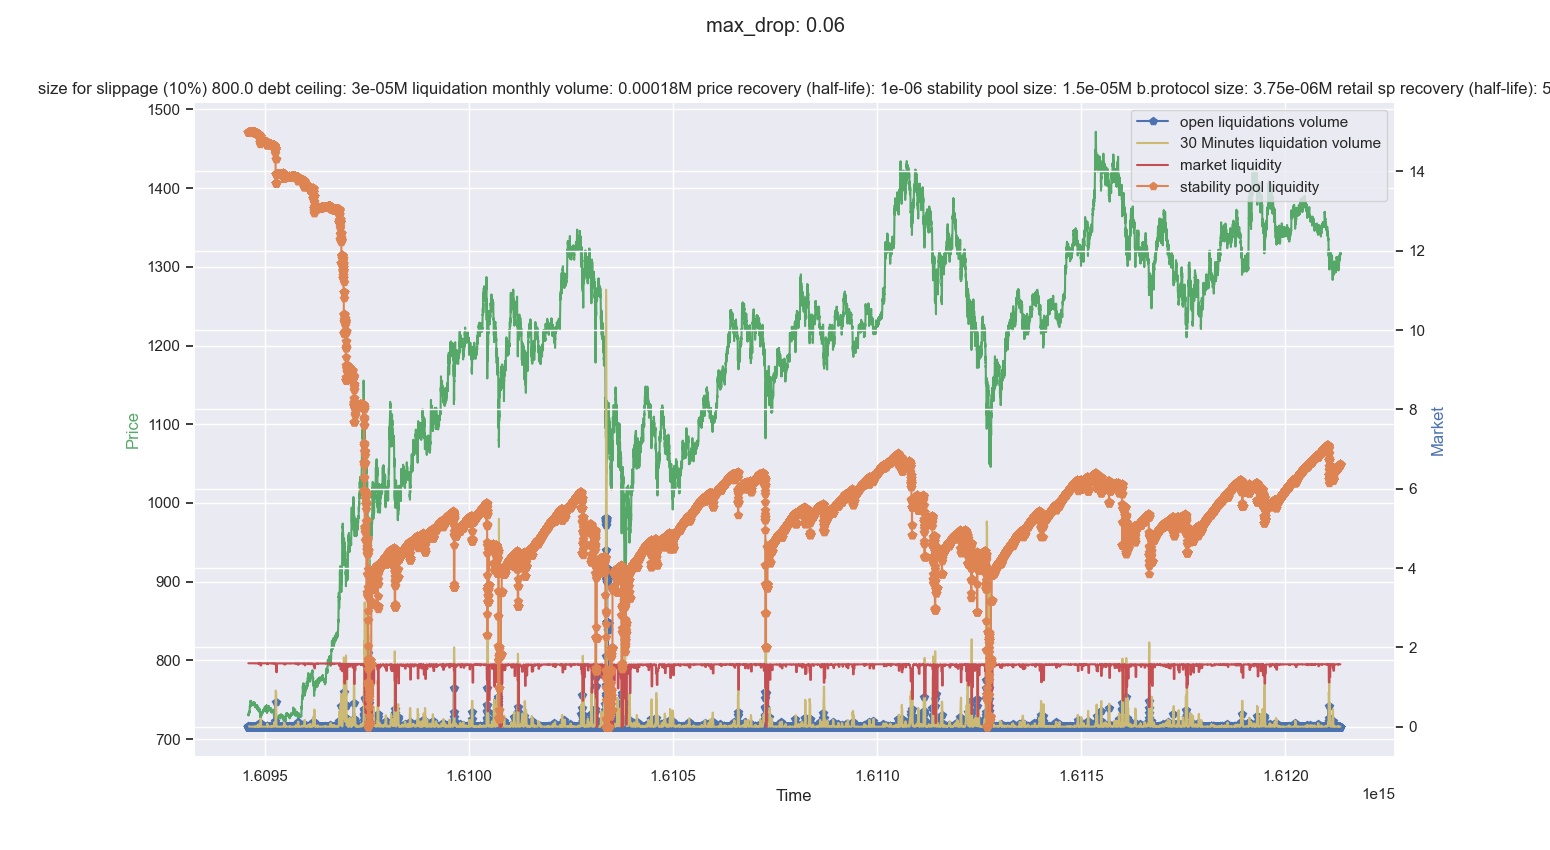 max_drop: 0.06
size for slippage (10%) 800.0 debt ceiling: 3e-05M liquidation monthly volume: 0.00018M price recovery (half-life): 1e-06 stability pool size: 1.5e-05M b.protocol size: 3.75e-06M retail sp recovery (half-life): 5
open liquidations volume
30 Minutes liquidation volume
market liquidity
stability pool liquidity
1500
1400
1300
1200
1100
1000
900
800
700
Price
14
12
10
8
6
4
2
0
Market
1.6095
1.6100
1.6105
1.6110
1.6115
1.6120
1e15
Time